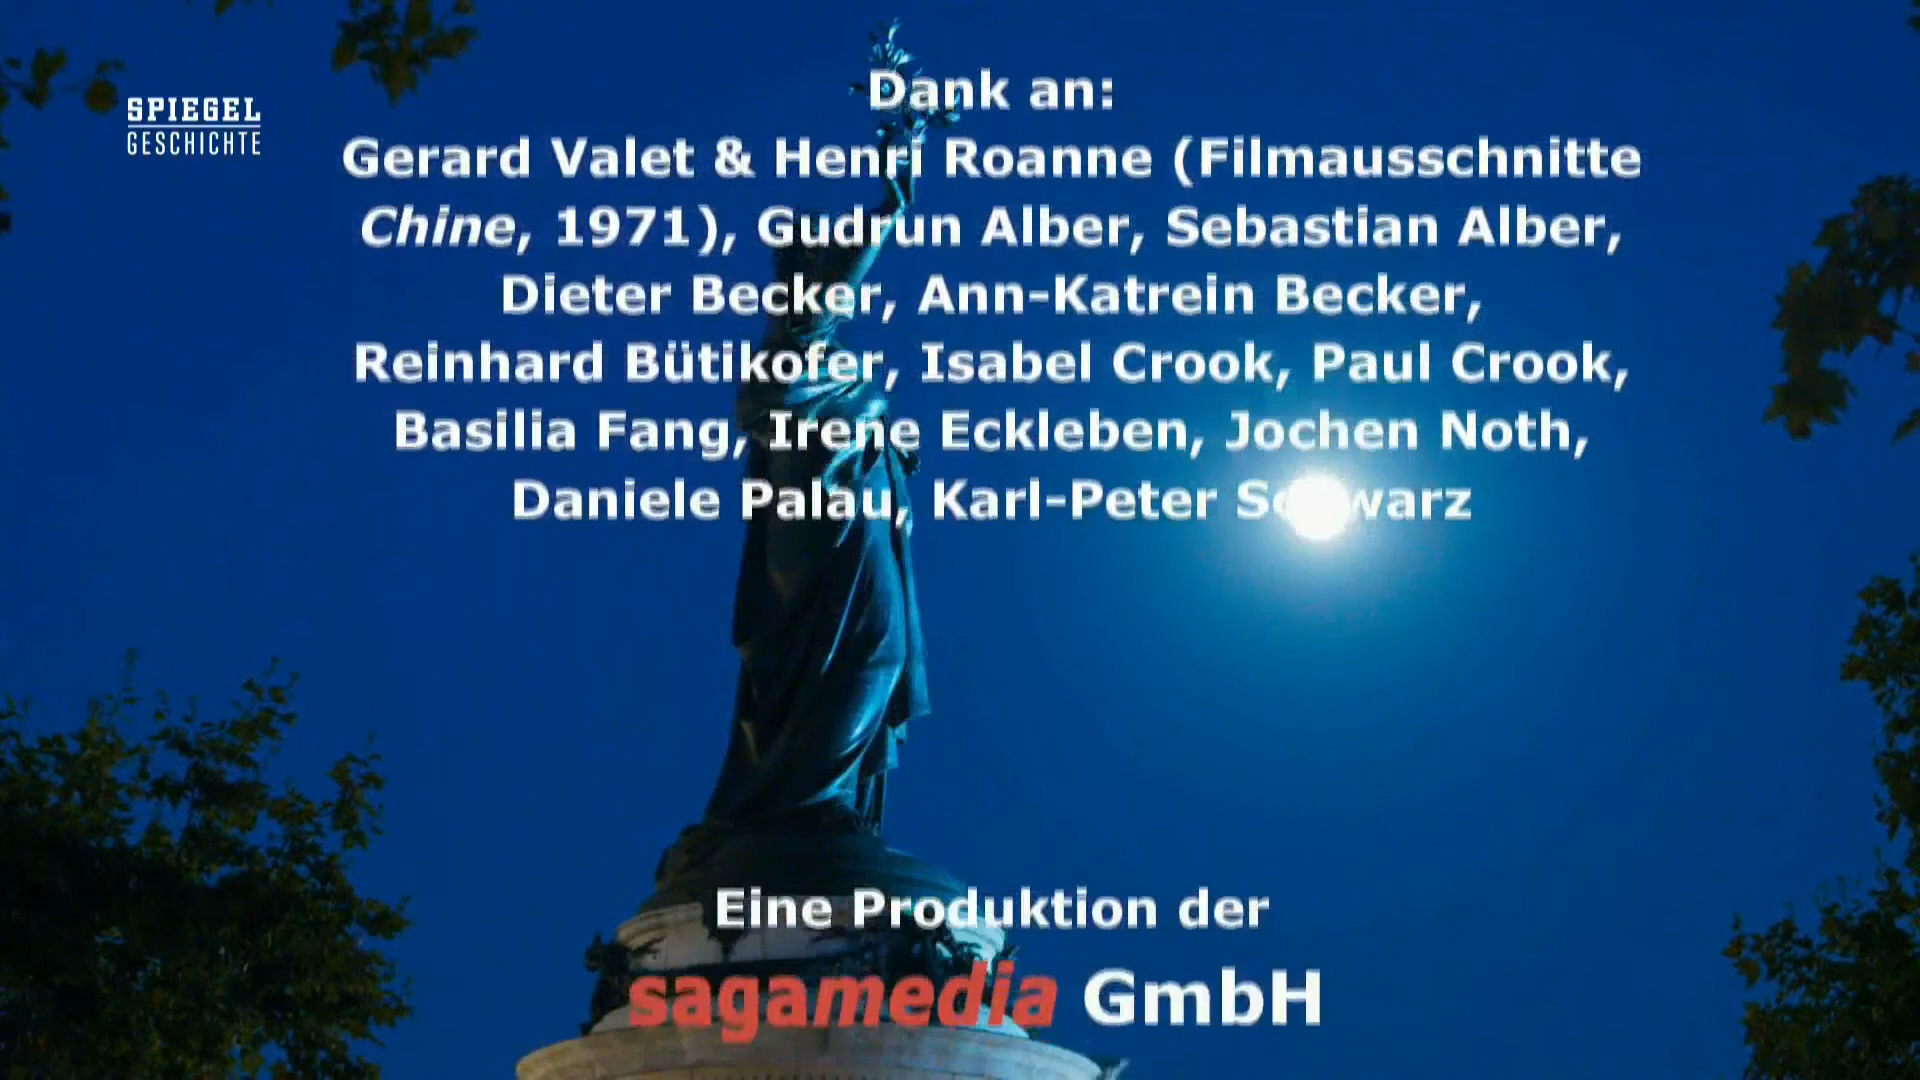 SPIEGEL
GESCHICHTE
Dank an:
Gerard Valet & Henri Roanne (Filmausschnitte
Chine, 1971), Gudrun Alber, Sebastian Alber,
Dieter Becker, Ann-Katrein Becker,
Reinhard Bütikofer, Isabel Crook, Paul Crook,
Basilia Fang, Irene Eckleben, Jochen Noth,
Daniele Palau, Karl-Peter Schwarz
Eine Produktion der
sagamedia GmbH